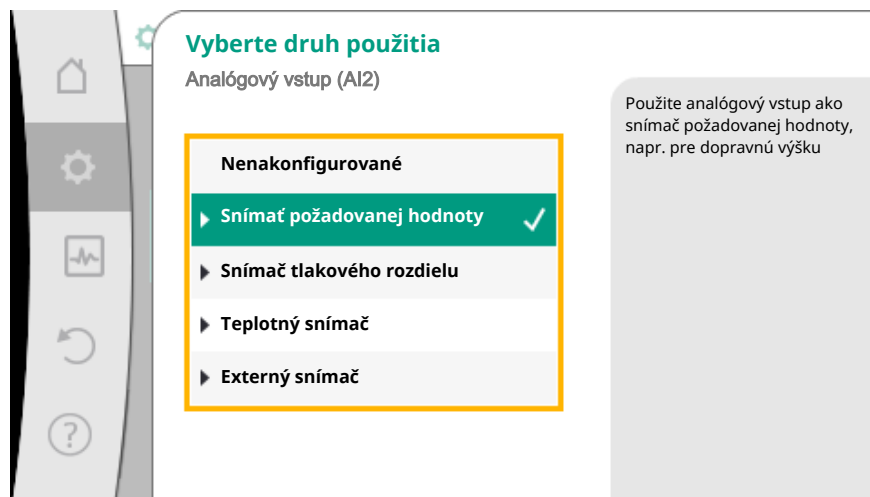 Vyberte druh použitia
Analógový vstup (AI2)
Nenakonfigurované
Snímať požadovanej hodnoty
Snímač tlakového rozdielu
Teplotný snímač
Externý snímač
Použite analógový vstup ako
snímač požadovanej hodnoty,
napr. pre dopravnú výšku